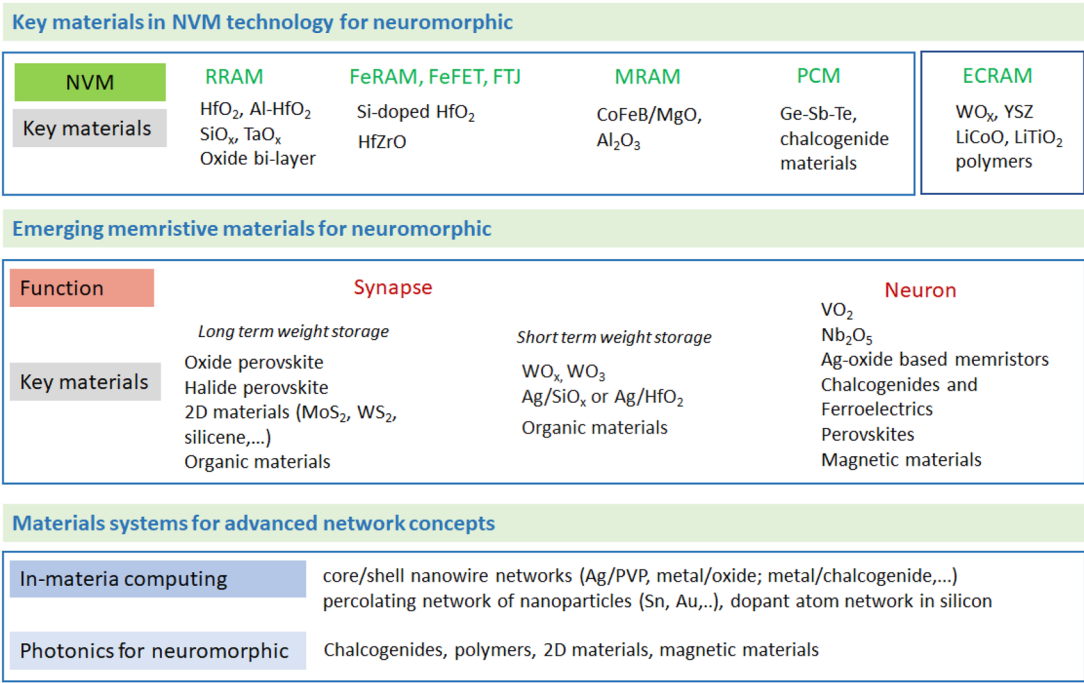 Key materials in NVM technology for neuromorphic
NVM
Key materials
RRAM
HfO₂, Al-HfO₂
SiOₓ, TaOₓ
Oxide bi-layer
FeRAM, FeFET, FTJ
Si-doped HfO₂
HfZrO
MRAM
CoFeB/MgO,
Al₂O₃
PCM
Ge-Sb-Te,
chalcogenide
materials
ECRAM
WOₓ, YSZ
LiCoO, LiTiO₂
polymers
Emerging memristive materials for neuromorphic
Function
Synapse
Neuron
Key materials
Long term weight storage
Oxide perovskite
Halide perovskite
2D materials (MoS₂, WS₂,
silicene,...)
Organic materials
Short term weight storage
WOₓ, WO₃
Ag/SiOₓ or Ag/HfO₂
Organic materials
VO₂
Nb₂O₅
Ag-oxide based memristors
Chalcogenides and
Ferroelectrics
Perovskites
Magnetic materials
Materials systems for advanced network concepts
In-materia computing
core/shell nanowire networks (Ag/PVP, metal/oxide; metal/chalcogenide,...)
percolating network of nanoparticles (Sn, Au,..), dopant atom network in silicon
Photonics for neuromorphic
Chalcogenides, polymers, 2D materials, magnetic materials